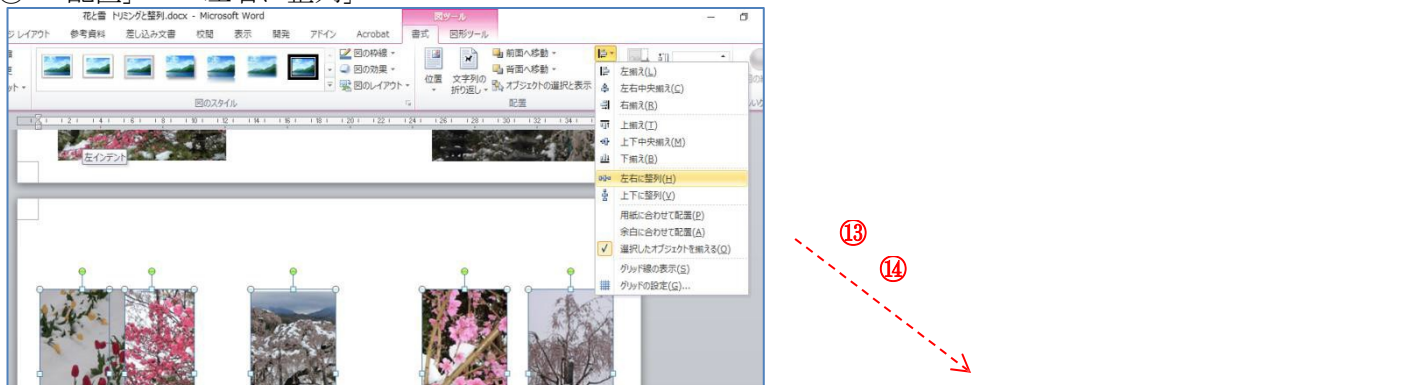 配置」 左右に整列」
花と雪 トリミングと整列.docx - Microsoft Word
図ツール
ジ レイアウト 参考資料 差し込み文書 校閲 表示 開発 アドイン Acrobat 書式 図形ツール
図の枠線
図の効果
図のレイアウト
図のスタイル
位置
文字列の
折り返し
前面へ移動
背面へ移動
オブジェクトの選択と表示
配置
左揃え(L)
左右中央揃え(C)
右揃え(R)
上揃え(T)
上下中央揃え(M)
下揃え(B)
左右に整列(H)
上下に整列(V)
用紙に合わせて配置(P)
余白に合わせて配置(A)
選択したオブジェクトを揃える(O)
グリッド線の表示(S)
グリッドの設定(G)...
左インデント
⑬
⑭